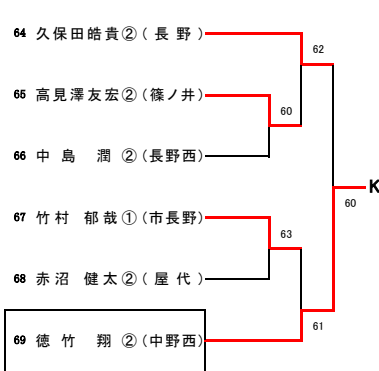 64 久保田皓貴②(長野)
62
65 高見澤友宏②(篠ノ井)
60
66 中島 潤②(長野西)
K
60
67 竹村 郁哉①(市長野)
63
68 赤沼 健太②(屋代)
61
69 徳竹 翔②(中野西)